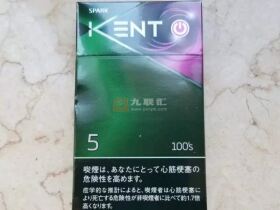 SPARK
KENT
九联汇
5
100's
喫煙は、あなたにとって心筋梗塞の
危険性を高めます。
疫学的な推計によると、喫煙者は心筋梗塞に
より死亡する危険性が非喫煙者に比べて約1.7倍
高くなります。